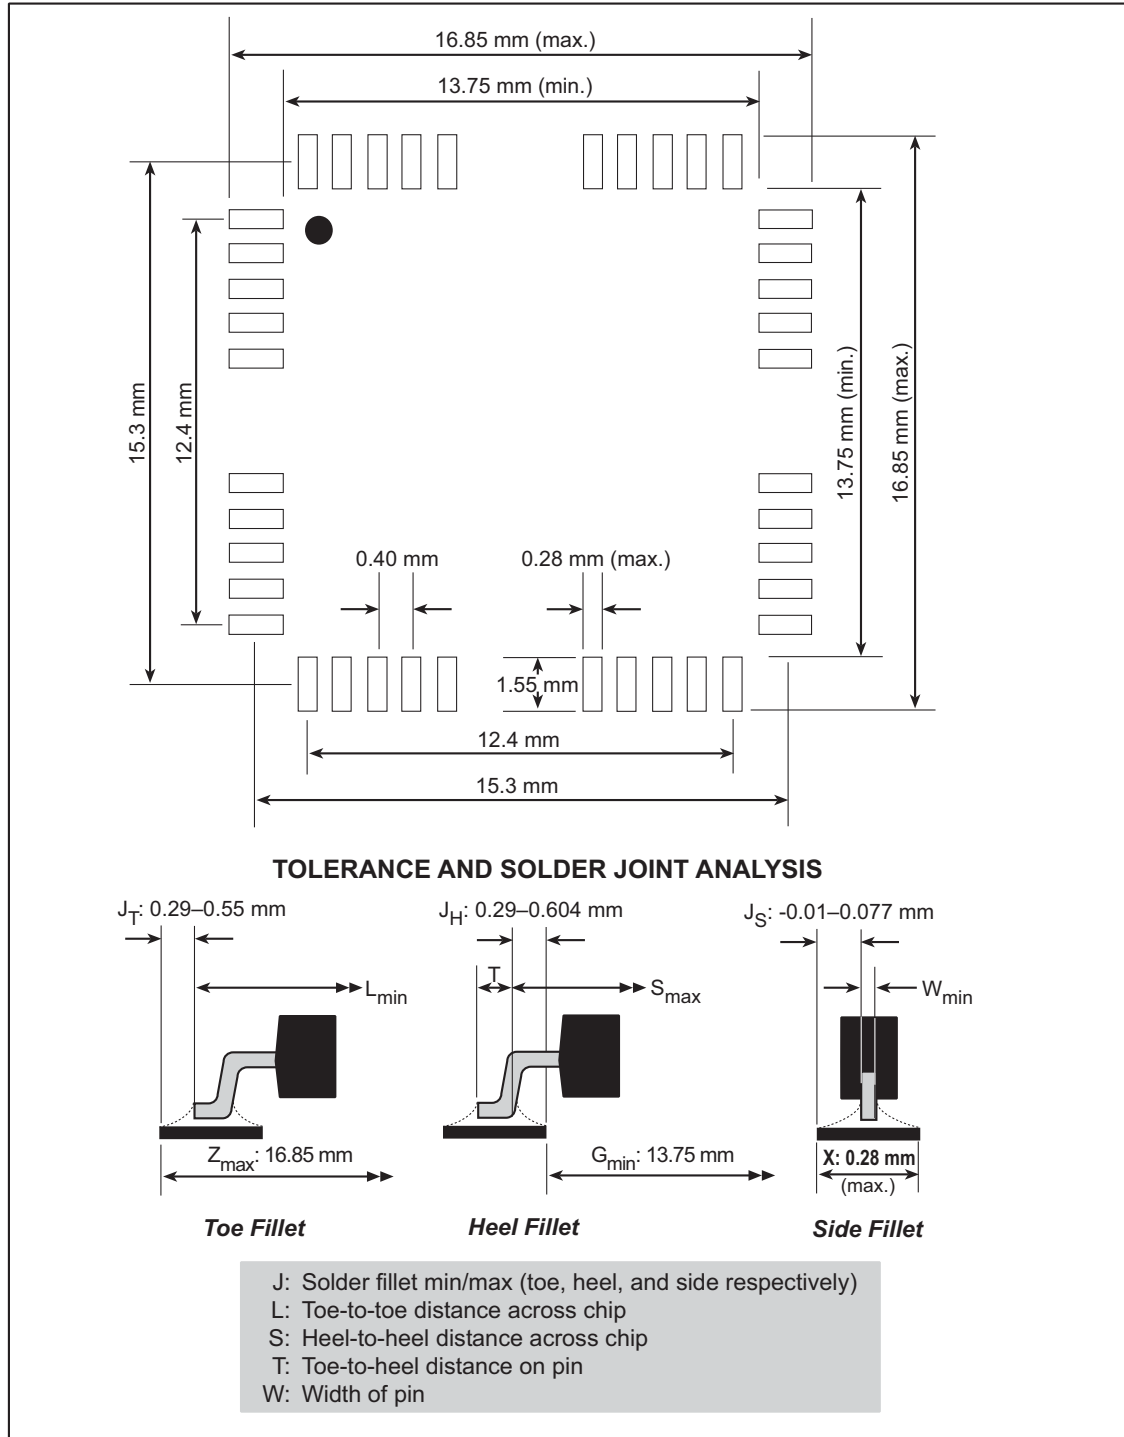 16.85 mm (max.)
13.75 mm (min.)
15.3 mm
12.4 mm
13.75 mm (min.)
16.85 mm (max.)
0.40 mm
0.28 mm (max.)
1.55 mm
12.4 mm
15.3 mm
TOLERANCE AND SOLDER JOINT ANALYSIS
JT: 0.29–0.55 mm
JH: 0.29–0.604 mm
JS: -0.01–0.077 mm
Lmin
T
Smax
Wmin
Zmax: 16.85 mm
Gmin: 13.75 mm
X: 0.28 mm
(max.)
Toe Fillet
Heel Fillet
Side Fillet
J: Solder fillet min/max (toe, heel, and side respectively)
L: Toe-to-toe distance across chip
S: Heel-to-heel distance across chip
T: Toe-to-heel distance on pin
W: Width of pin